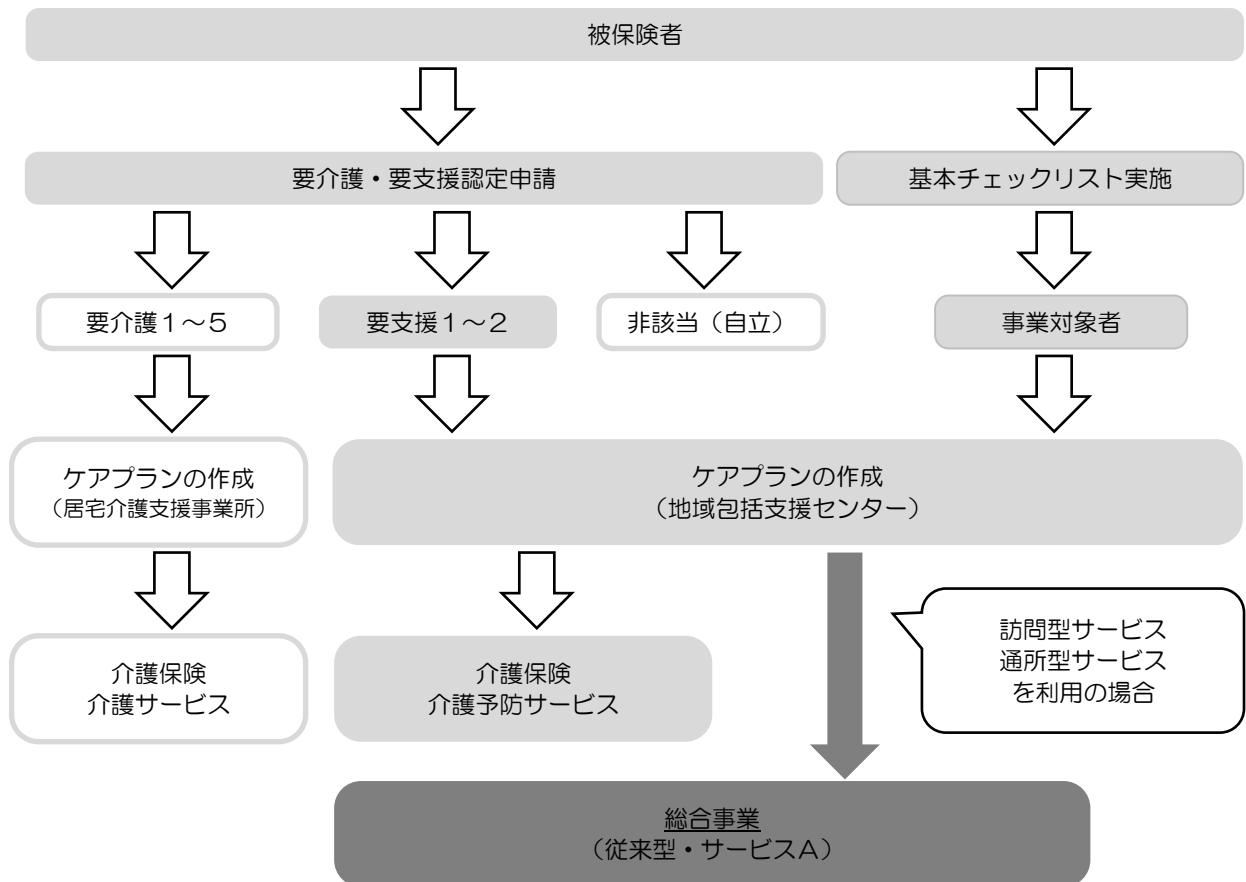 被保険者
要介護・要支援認定申請
基本チェックリスト実施
要介護１～５
要支援１～２
非該当（自立）
事業対象者
ケアプランの作成
（居宅介護支援事業所）
ケアプランの作成
（地域包括支援センター）
介護保険
介護サービス
介護保険
介護予防サービス
訪問型サービス
通所型サービス
を利用の場合
総合事業
（従来型・サービスＡ）